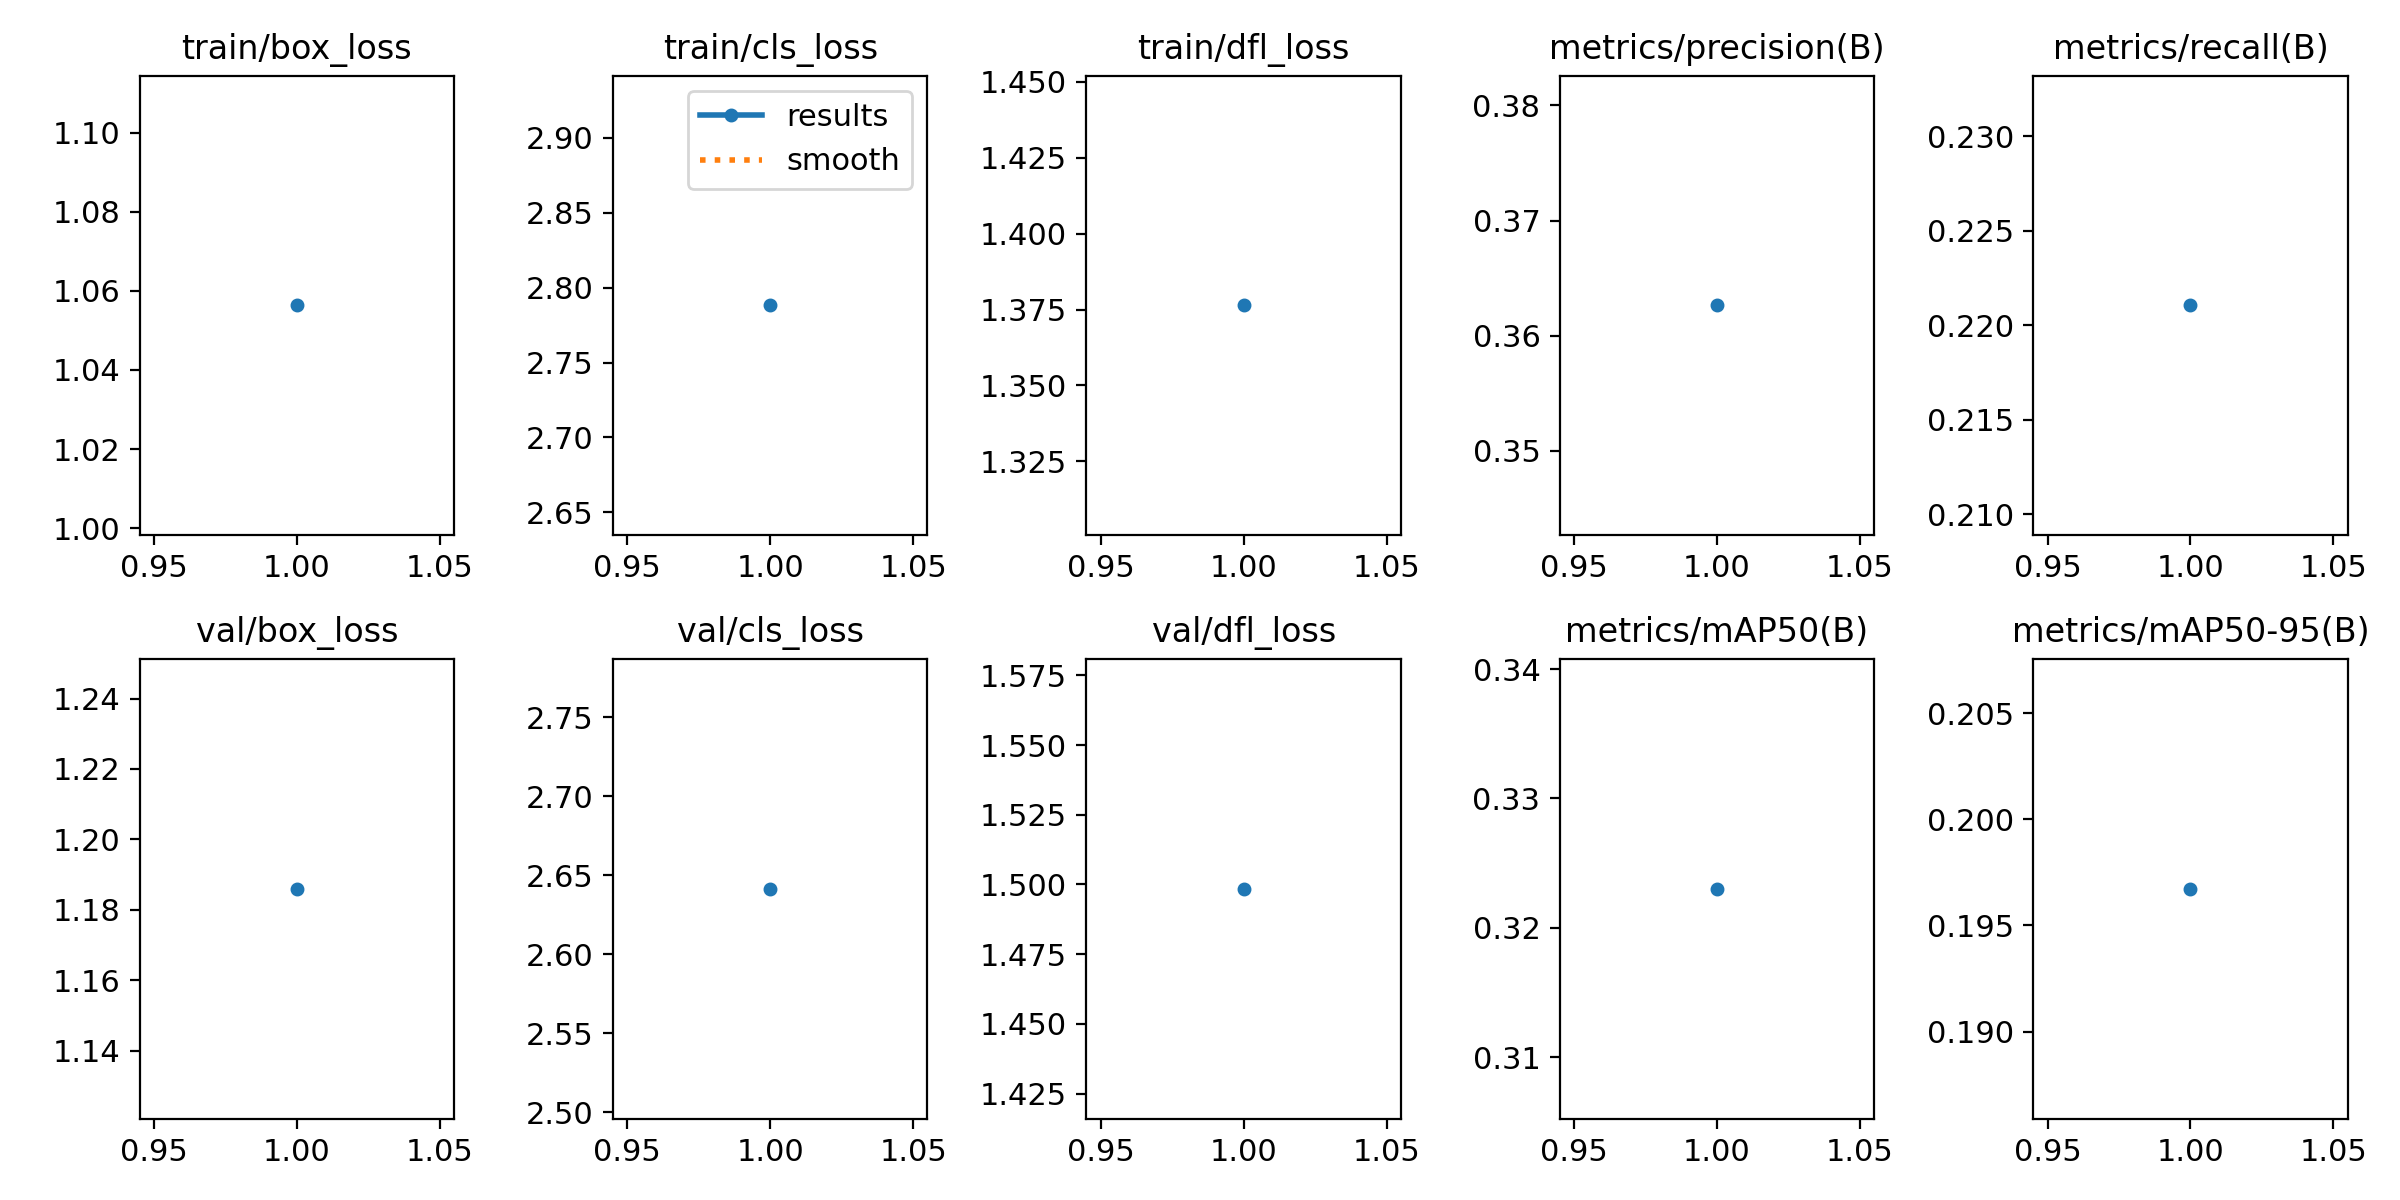 train/box_loss
1.10
1.08
1.06
1.04
1.02
1.00
0.95 1.00 1.05
train/cls_loss
results
smooth
2.90
2.85
2.80
2.75
2.70
2.65
0.95 1.00 1.05
train/dfl_loss
1.450
1.425
1.400
1.375
1.350
1.325
0.95 1.00 1.05
metrics/precision(B)
0.38
0.37
0.36
0.35
0.95 1.00 1.05
metrics/recall(B)
0.230
0.225
0.220
0.215
0.210
0.95 1.00 1.05
val/box_loss
1.24
1.22
1.20
1.18
1.16
1.14
0.95 1.00 1.05
val/cls_loss
2.75
2.70
2.65
2.60
2.55
2.50
0.95 1.00 1.05
val/dfl_loss
1.575
1.550
1.525
1.500
1.475
1.450
1.425
0.95 1.00 1.05
metrics/mAP50(B)
0.34
0.33
0.32
0.31
0.95 1.00 1.05
metrics/mAP50-95(B)
0.205
0.200
0.195
0.190
0.95 1.00 1.05